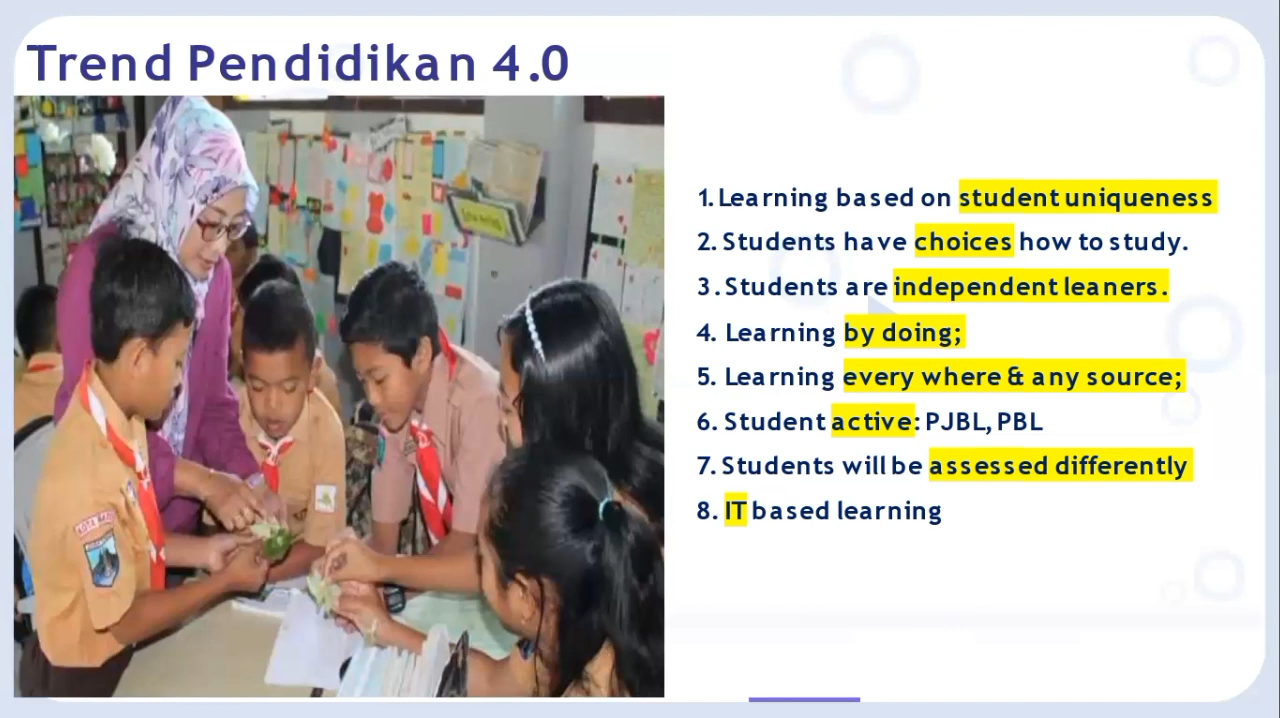 Trend Pendidikan 4.0
1. Learning based on student uniqueness
2. Students have choices how to study.
3. Students are independent leaners.
4. Learning by doing;
5. Learning every where & any source;
6. Student active: PJBL, PBL
7. Students will be assessed differently
8. IT based learning